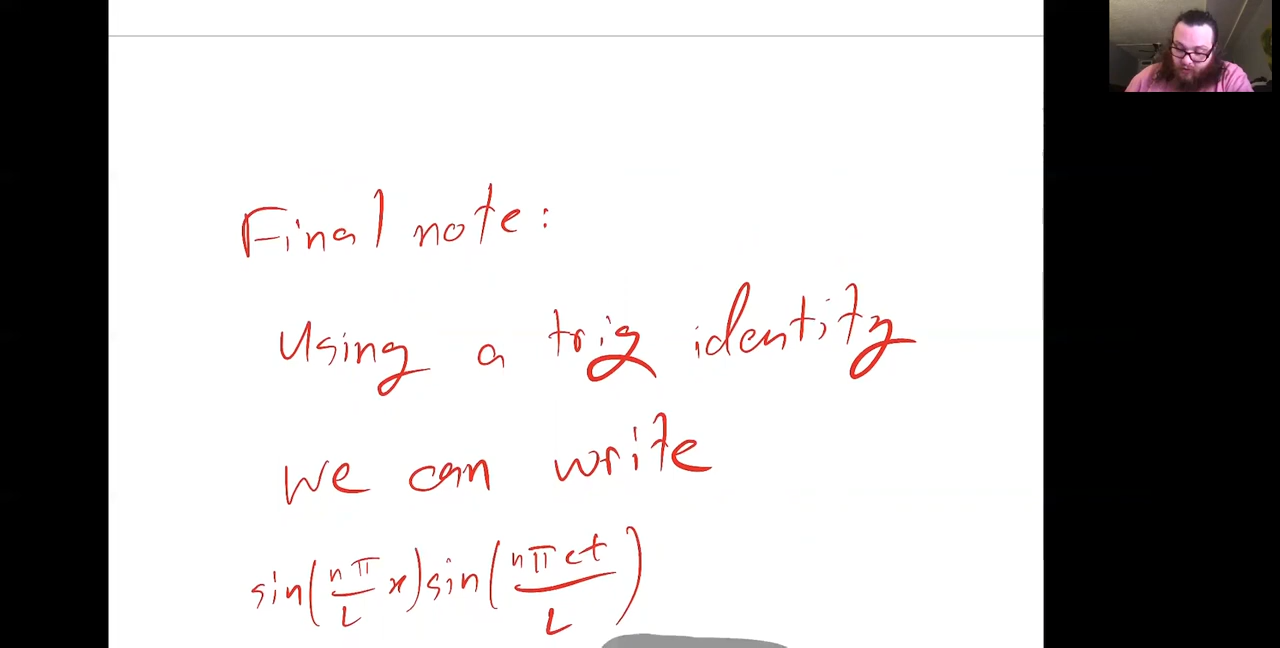 Final note:
Using a trig identity
we can write
sin(nπ/L x)sin(nπct/L)